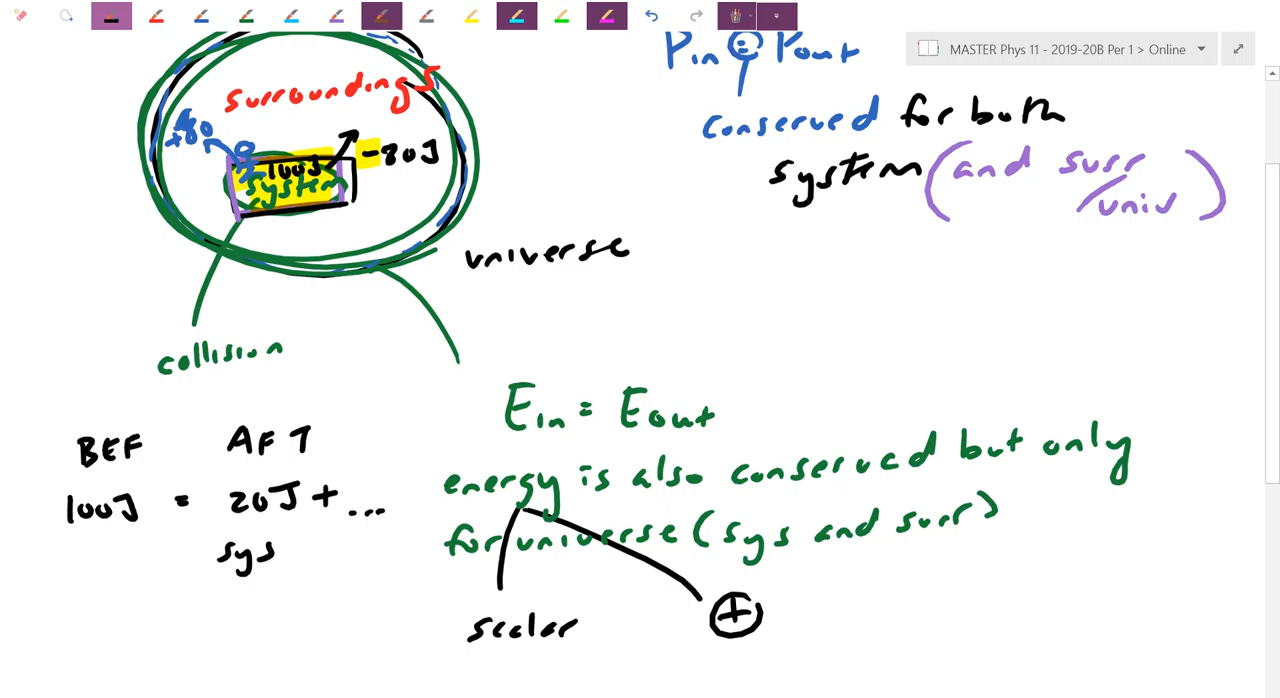 MASTER Phys 11 - 2019-20B Per 1 > Online
Pin = Pout
surroundings
conserved for both
+80
100J
-80J
system
system (and surr
/univ)
universe
collision
Ein = Eout
BEF AFT
energy is also conserved but only
100J = 20J + ...
for universe (sys and surr)
sys
scalar
+